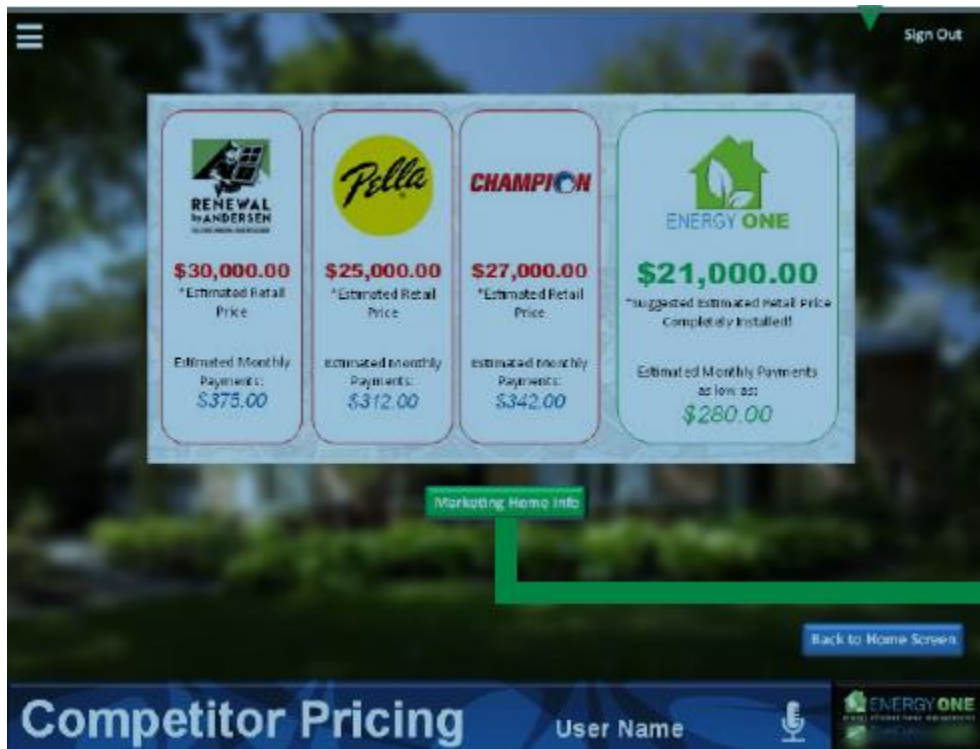 Sign Out
RENEWAL
by ANDERSEN
$30,000.00
*Estimated Retail
Price
Estimated Monthly
Payments:
$375.00
Pella
$25,000.00
*Estimated Retail
Price
Estimated Monthly
Payments:
$312.00
CHAMPION
$27,000.00
*Estimated Retail
Price
Estimated Monthly
Payments:
$342.00
ENERGY ONE
$21,000.00
*Suggested Estimated Retail Price
Completely Installed!
Estimated Monthly Payments
as low as:
$280.00
Marketing Home Info
Back to Home Screen
Competitor Pricing
User Name
ENERGY ONE